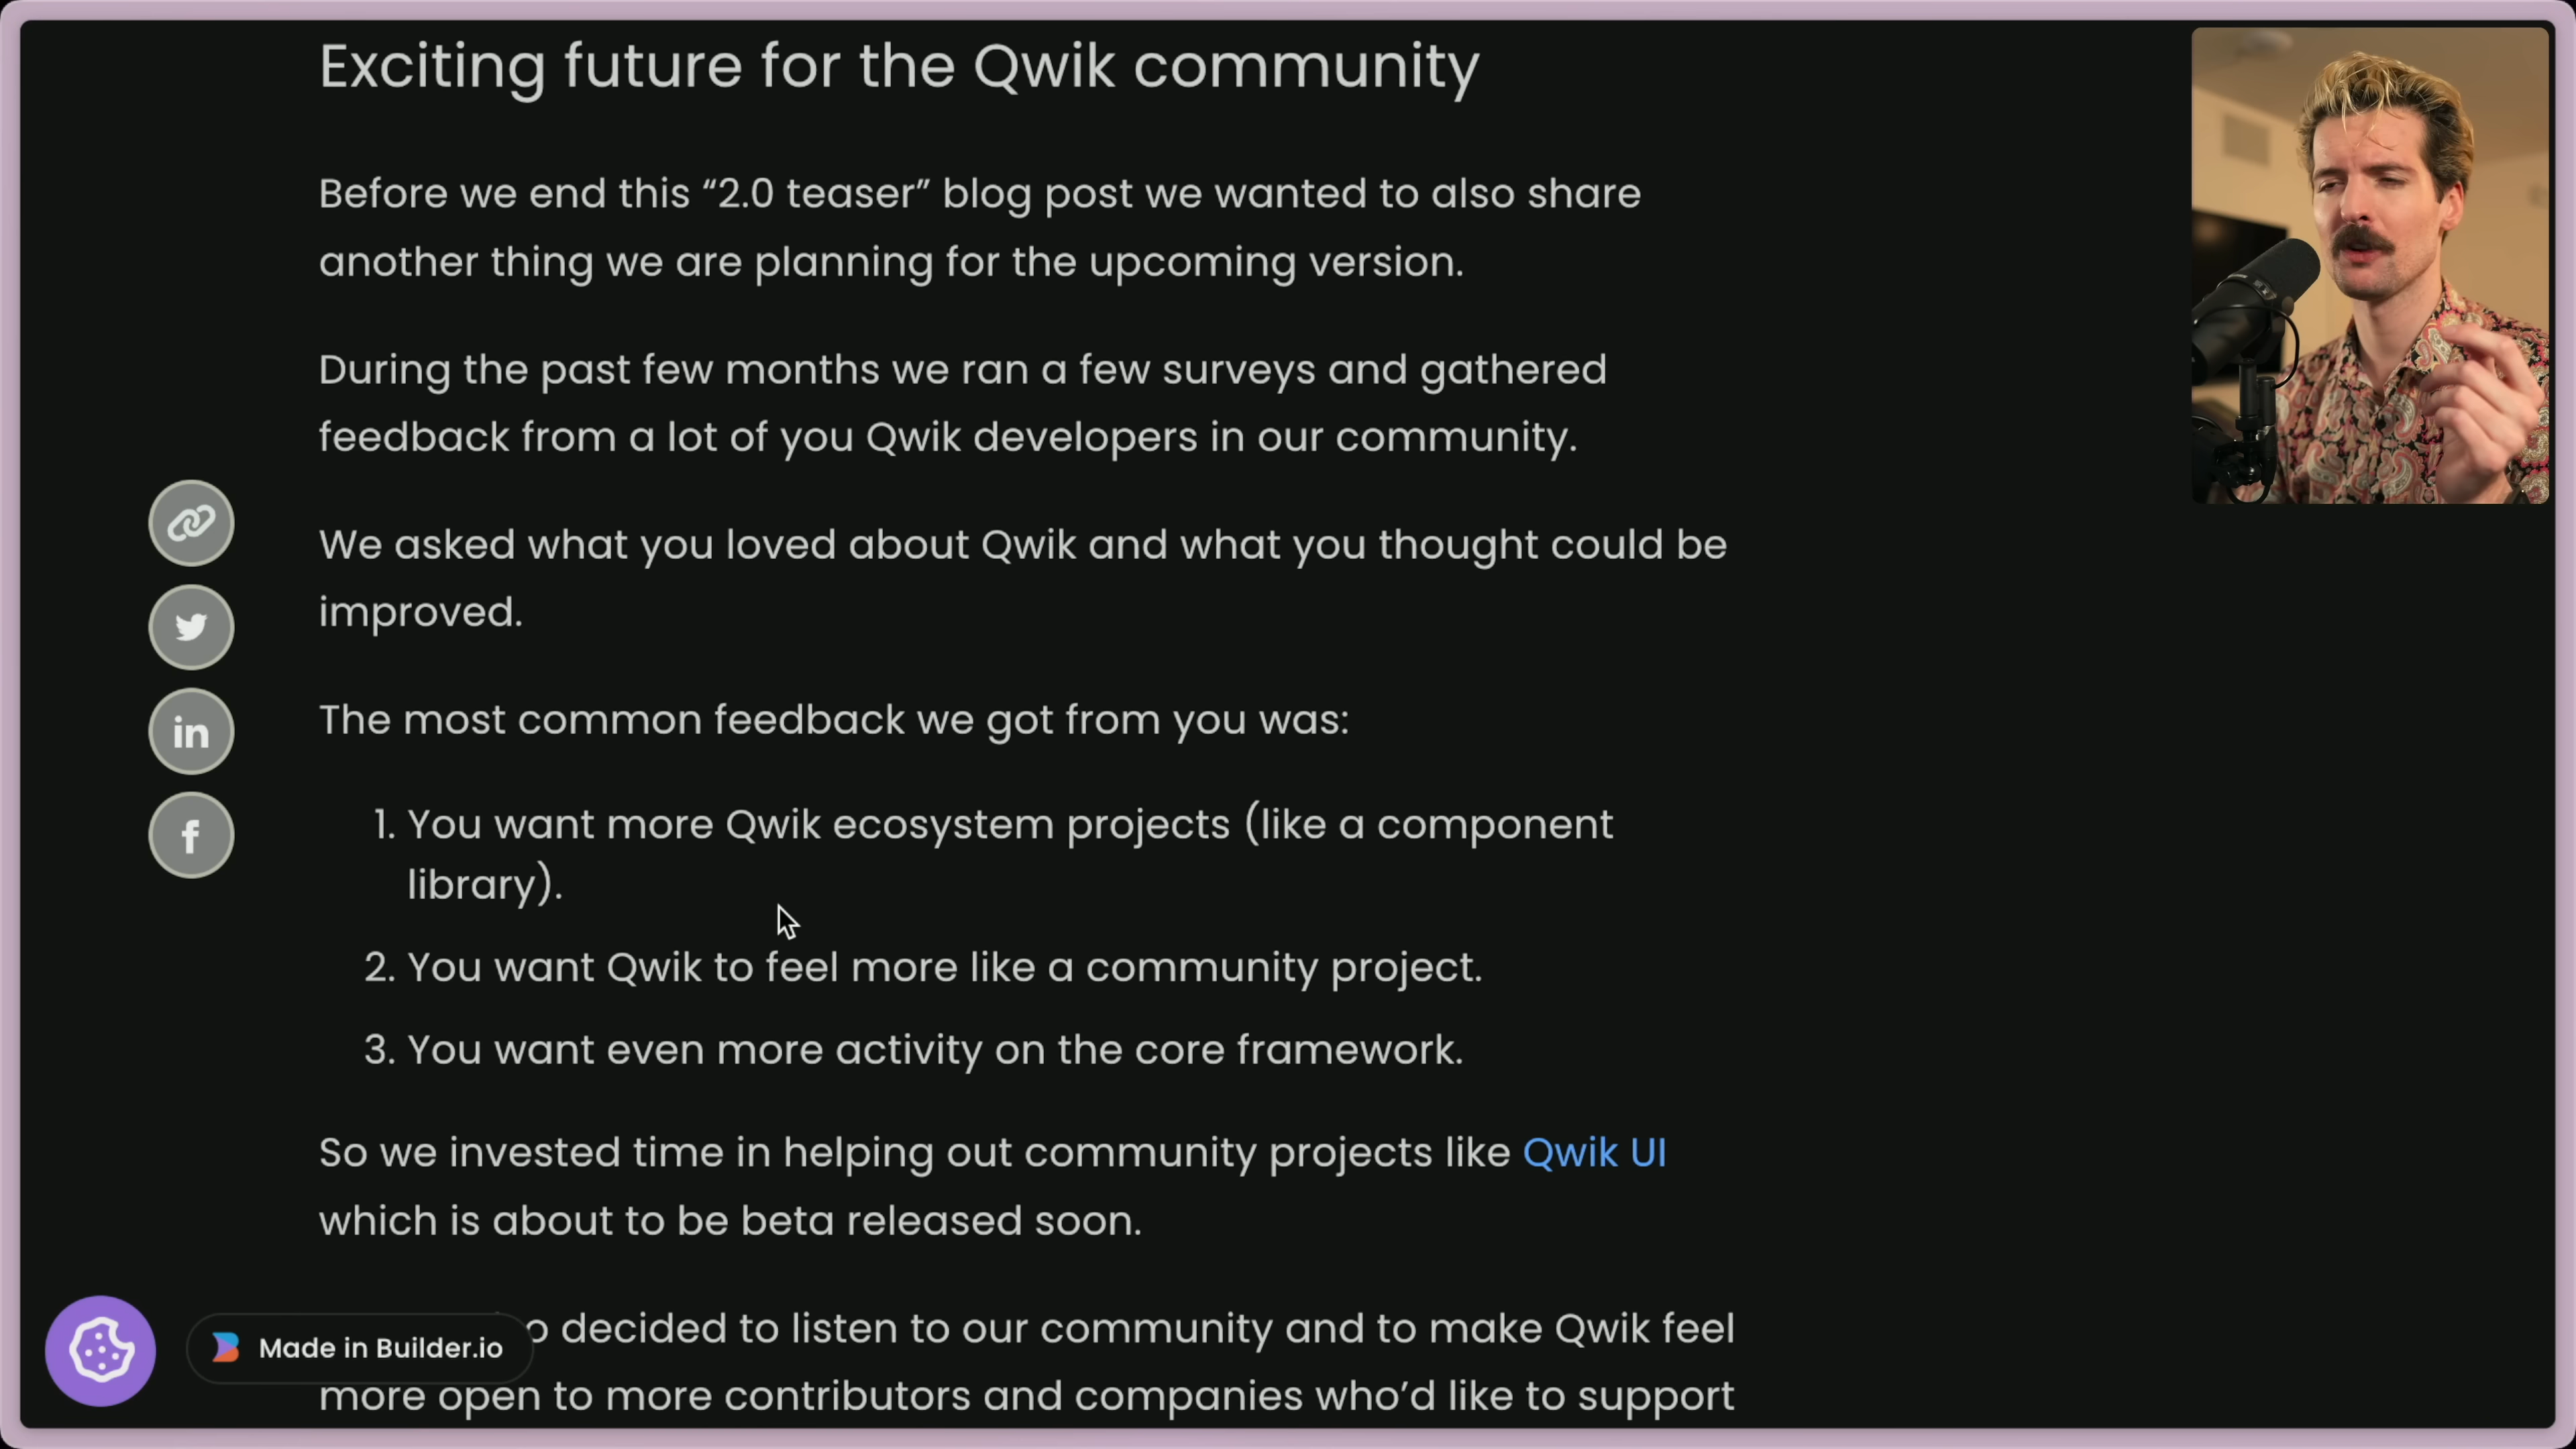 Exciting future for the Qwik community
Before we end this “2.0 teaser” blog post we wanted to also share
another thing we are planning for the upcoming version.
During the past few months we ran a few surveys and gathered
feedback from a lot of you Qwik developers in our community.
We asked what you loved about Qwik and what you thought could be
improved.
The most common feedback we got from you was:
1. You want more Qwik ecosystem projects (like a component
library).
2. You want Qwik to feel more like a community project.
3. You want even more activity on the core framework.
So we invested time in helping out community projects like Qwik UI
which is about to be beta released soon.
decided to listen to our community and to make Qwik feel
more open to more contributors and companies who’d like to support
in
f
Made in Builder.io